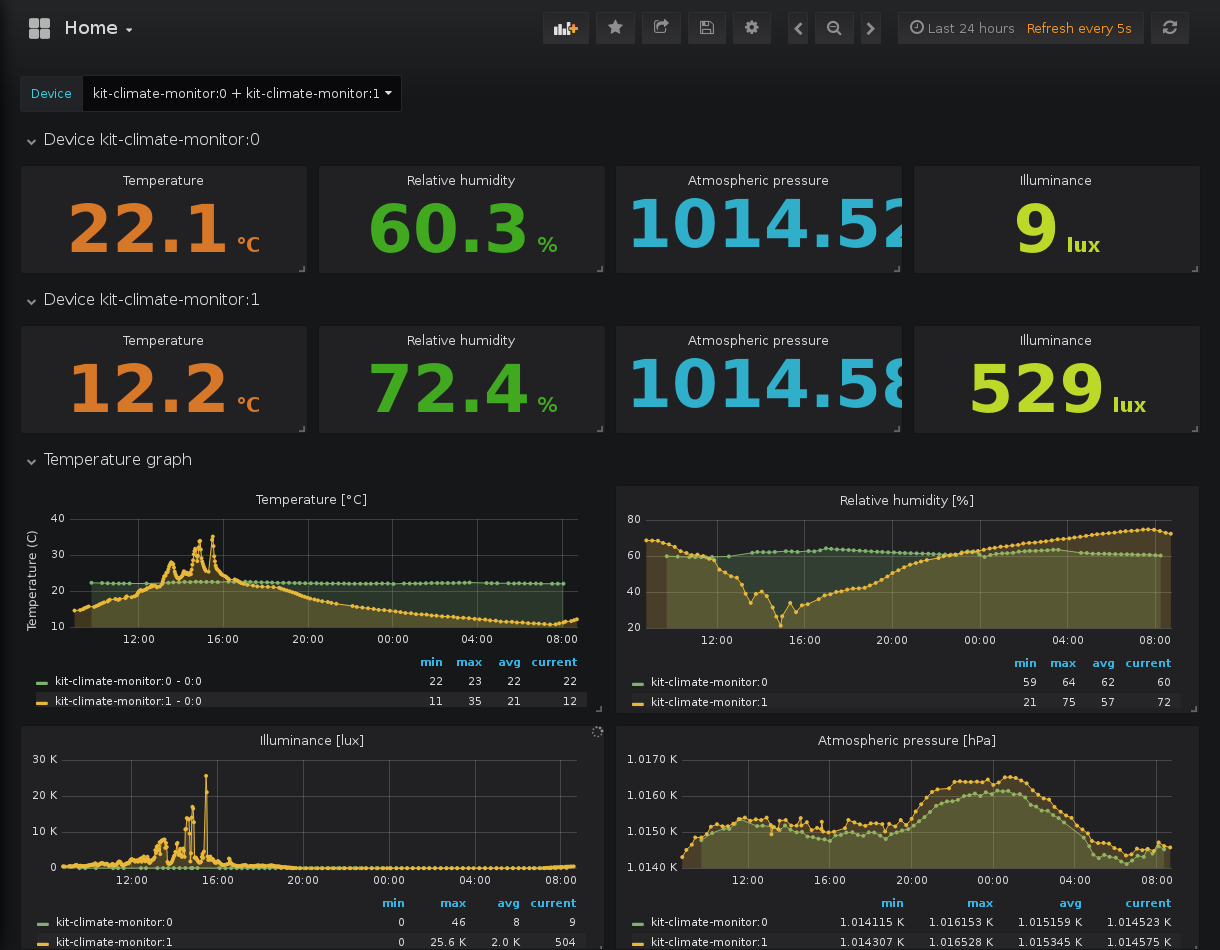 Home
Last 24 hours Refresh every 5s
Device kit-climate-monitor:0 + kit-climate-monitor:1
Device kit-climate-monitor:0
Temperature
22.1 °C
Relative humidity
60.3 %
Atmospheric pressure
1014.52
Illuminance
9 lux
Device kit-climate-monitor:1
Temperature
12.2 °C
Relative humidity
72.4 %
Atmospheric pressure
1014.58
Illuminance
529 lux
Temperature graph
Temperature [°C]
Temperature (C)
40
30
20
10
12:00 16:00 20:00 00:00 04:00 08:00
min max avg current
kit-climate-monitor:0 - 0:0 22 23 22 22
kit-climate-monitor:1 - 0:0 11 35 21 12
Relative humidity [%]
80
60
40
20
12:00 16:00 20:00 00:00 04:00 08:00
min max avg current
kit-climate-monitor:0 59 64 62 60
kit-climate-monitor:1 21 75 57 72
Illuminance [lux]
30 K
20 K
10 K
0
12:00 16:00 20:00 00:00 04:00 08:00
min max avg current
kit-climate-monitor:0 0 46 8 9
kit-climate-monitor:1 0 25.6 K 2.0 K 504
Atmospheric pressure [hPa]
1.0170 K
1.0160 K
1.0150 K
1.0140 K
12:00 16:00 20:00 00:00 04:00 08:00
min max avg current
kit-climate-monitor:0 1.014115 K 1.016153 K 1.015159 K 1.014523 K
kit-climate-monitor:1 1.014307 K 1.016528 K 1.015345 K 1.014575 K